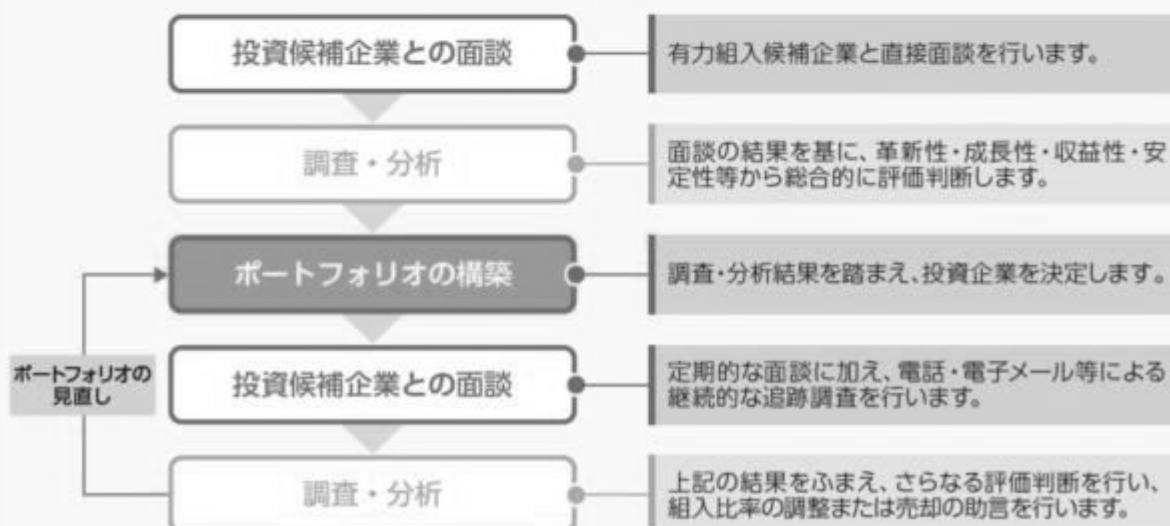 投資候補企業との面談
有力組入候補企業と直接面談を行います。
調査・分析
面談の結果を基に、革新性・成長性・収益性・安
定性等から総合的に評価判断します。
ポートフォリオの構築
調査・分析結果を踏まえ、投資企業を決定します。
ポートフォリオの
見直し
投資候補企業との面談
定期的な面談に加え、電話・電子メール等による
継続的な追跡調査を行います。
調査・分析
上記の結果をふまえ、さらなる評価判断を行い、
組入比率の調整または売却の助言を行います。